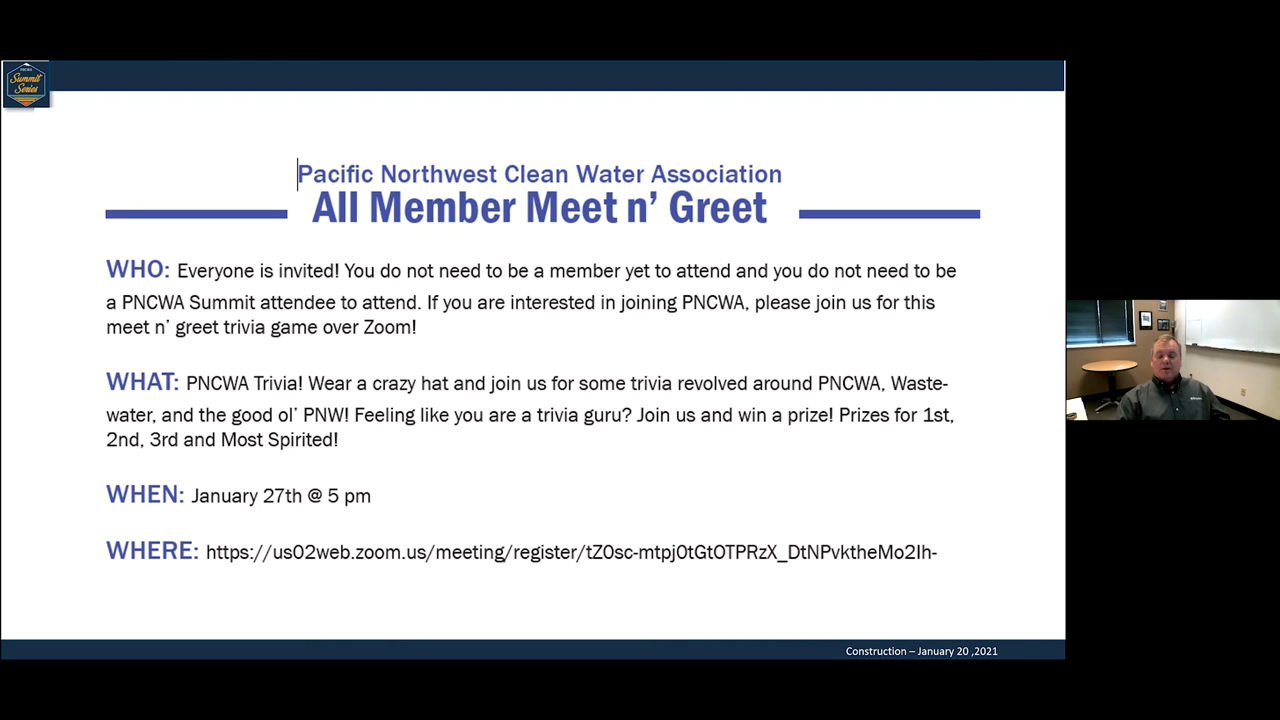 PNCWA
Summit
Series
Pacific Northwest Clean Water Association
All Member Meet n’ Greet
WHO: Everyone is invited! You do not need to be a member yet to attend and you do not need to be
a PNCWA Summit attendee to attend. If you are interested in joining PNCWA, please join us for this
meet n’ greet trivia game over Zoom!
WHAT: PNCWA Trivia! Wear a crazy hat and join us for some trivia revolved around PNCWA, Waste-
water, and the good ol’ PNW! Feeling like you are a trivia guru? Join us and win a prize! Prizes for 1st,
2nd, 3rd and Most Spirited!
WHEN: January 27th @ 5 pm
WHERE: https://us02web.zoom.us/meeting/register/tZ0sc-mtpj0tGtOTPRzX_DtNPvktheMo2Ih-
Construction – January 20 ,2021